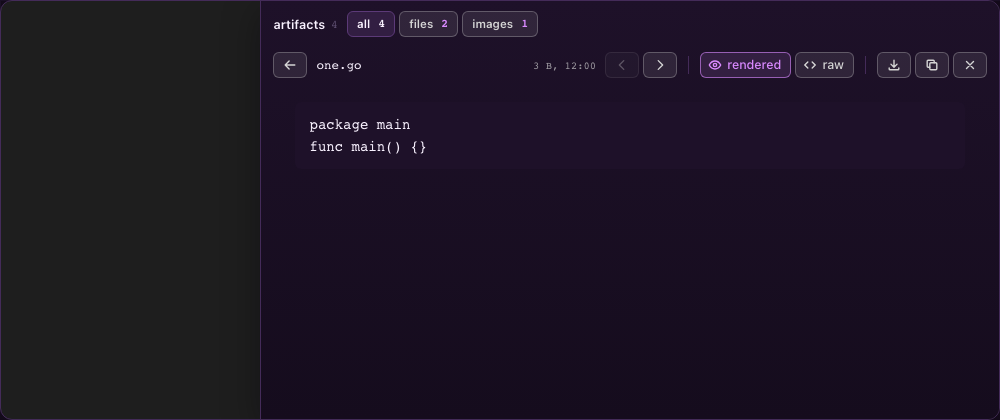 artifacts 4 all 4 files 2 images 1
one.go 3 B, 12:00 rendered raw
package main
func main() {}